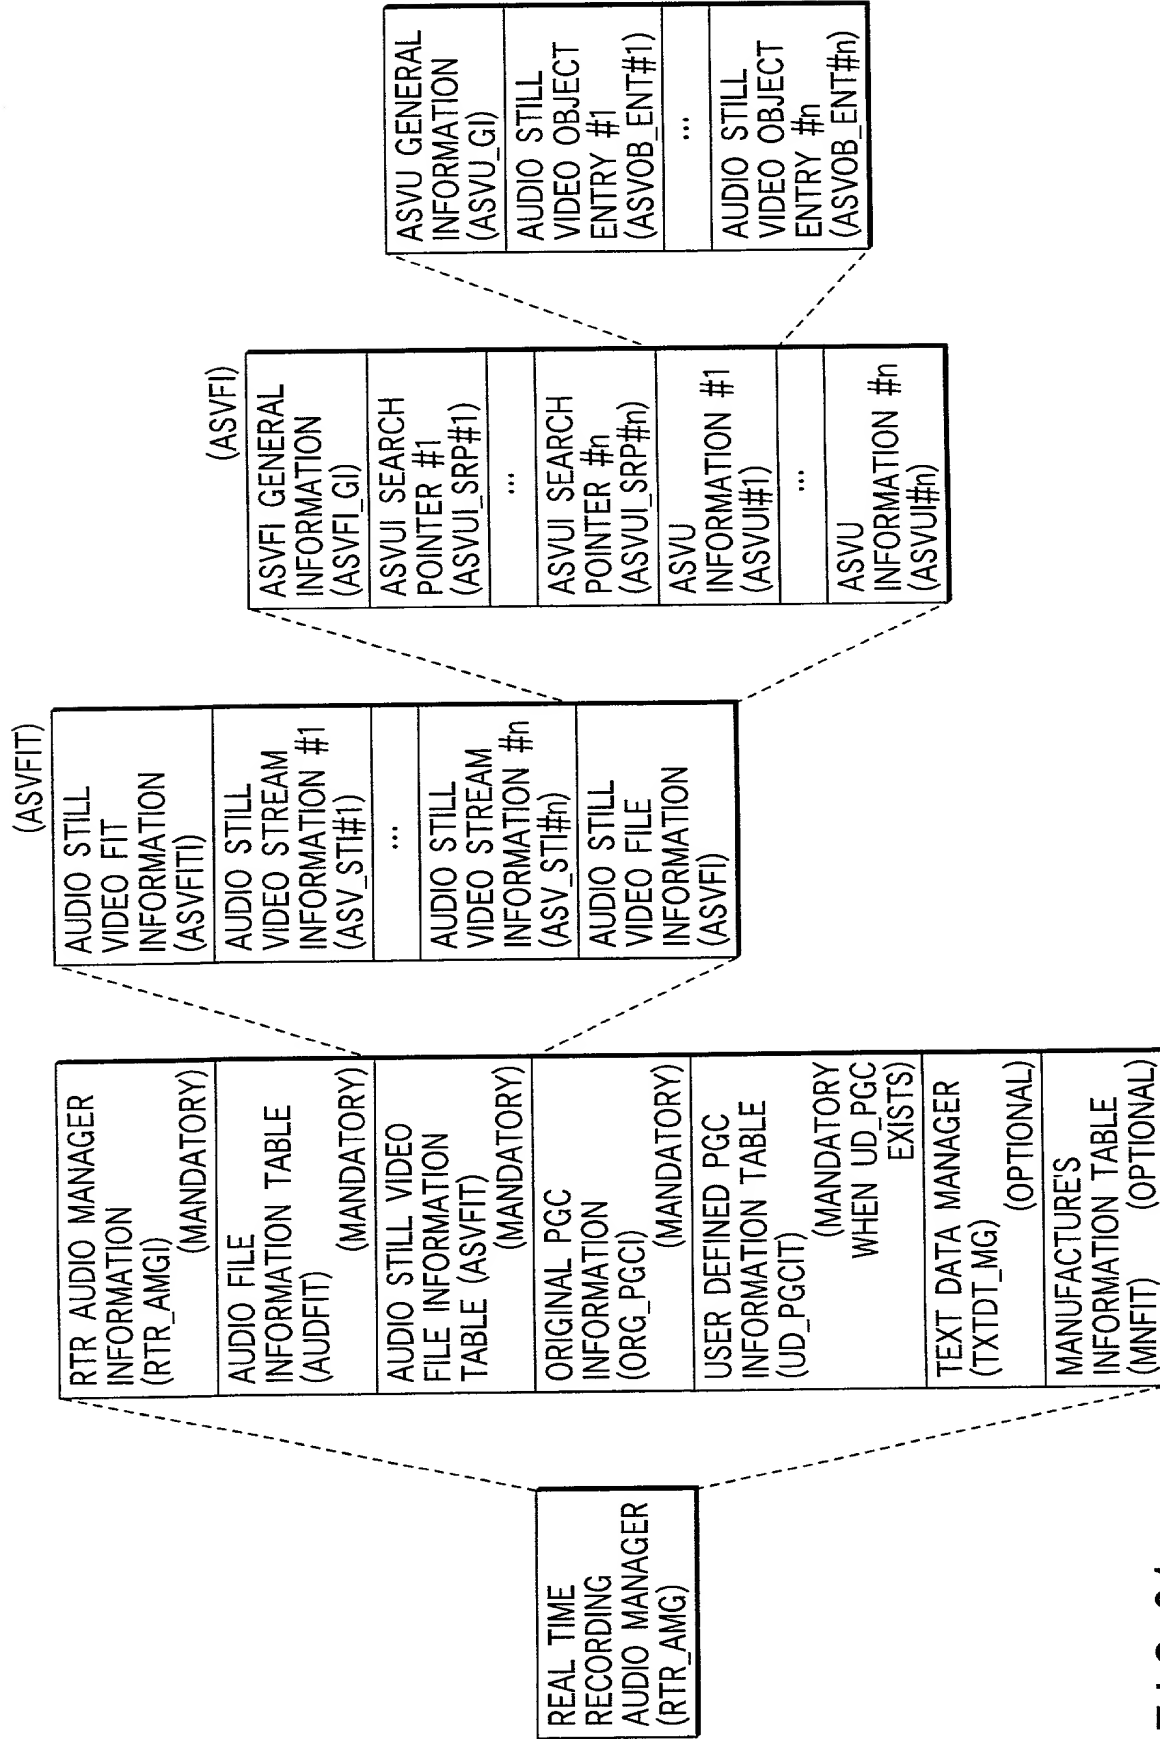 REAL TIME
RECORDING
AUDIO MANAGER
(RTR_AMG)
RTR AUDIO MANAGER
INFORMATION
(RTR_AMGI)
(MANDATORY)
AUDIO FILE
INFORMATION TABLE
(AUDFIT)
(MANDATORY)
AUDIO STILL VIDEO
FILE INFORMATION
TABLE (ASVFIT)
(MANDATORY)
ORIGINAL PGC
INFORMATION
(ORG_PGCI)
(MANDATORY)
USER DEFINED PGC
INFORMATION TABLE
(UD_PGCIT)
(MANDATORY
WHEN UD_PGC
EXISTS)
TEXT DATA MANAGER
(TXTDT_MG)
(OPTIONAL)
MANUFACTURE'S
INFORMATION TABLE
(MNFIT) (OPTIONAL)
(ASVFIT)
AUDIO STILL
VIDEO FIT
INFORMATION
(ASVFITI)
AUDIO STILL
VIDEO STREAM
INFORMATION #1
(ASV_STI#1)
...
AUDIO STILL
VIDEO STREAM
INFORMATION #n
(ASV_STI#n)
AUDIO STILL
VIDEO FILE
INFORMATION
(ASVFI)
(ASVFI)
ASVFI GENERAL
INFORMATION
(ASVFI_GI)
ASVUI SEARCH
POINTER #1
(ASVUI_SRP#1)
...
ASVUI SEARCH
POINTER #n
(ASVUI_SRP#n)
ASVU
INFORMATION #1
(ASVUI#1)
...
ASVU
INFORMATION #n
(ASVUI#n)
ASVU GENERAL
INFORMATION
(ASVU_GI)
AUDIO STILL
VIDEO OBJECT
ENTRY #1
(ASVOB_ENT#1)
...
AUDIO STILL
VIDEO OBJECT
ENTRY #n
(ASVOB_ENT#n)